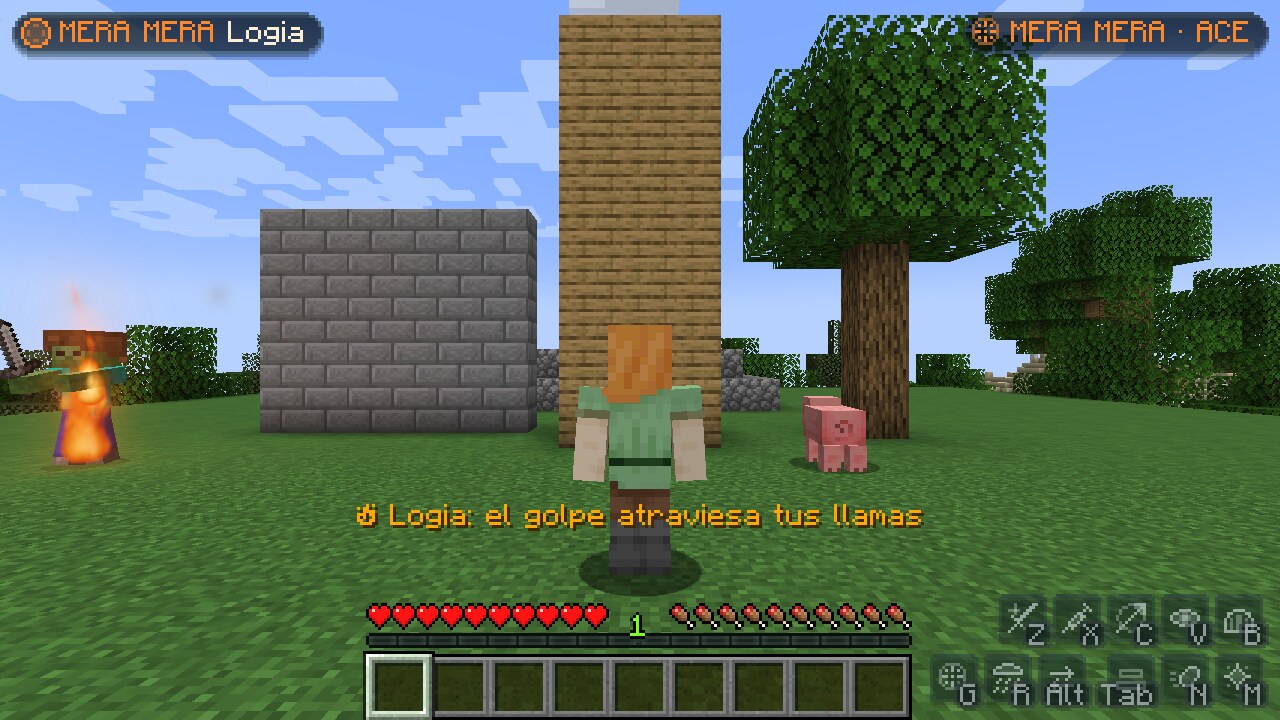 MERA MERA Logia
MERA MERA · ACE
Logia: el golpe atraviesa tus llamas
1
Z X C V B
G R Alt Tab N M